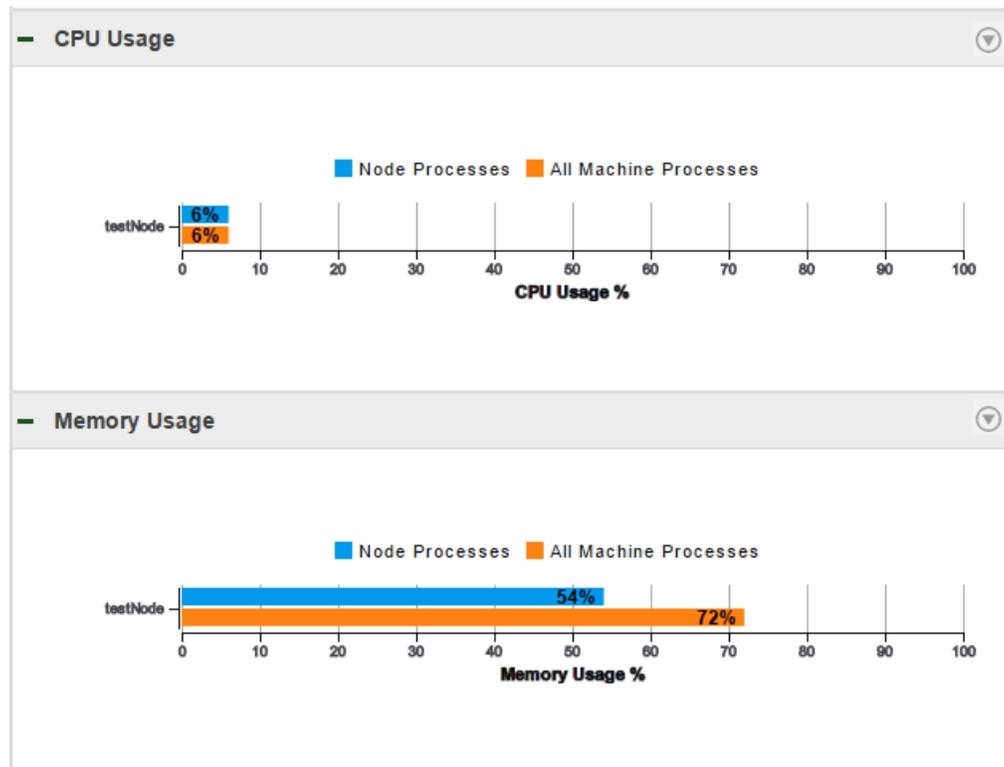 CPU Usage
Node Processes All Machine Processes
6%
testNode
6%
0 10 20 30 40 50 60 70 80 90 100
CPU Usage %
Memory Usage
Node Processes All Machine Processes
54%
testNode
72%
0 10 20 30 40 50 60 70 80 90 100
Memory Usage %